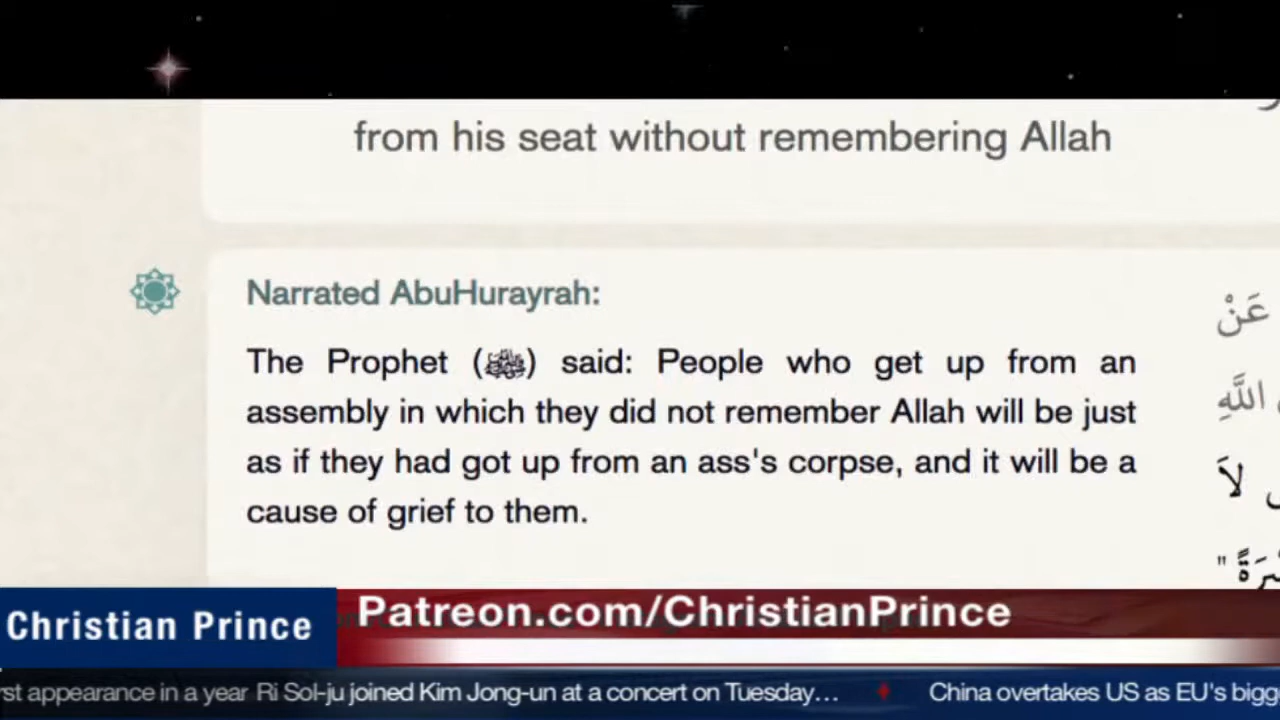 from his seat without remembering Allah
Narrated AbuHurayrah:
عَنْ
The Prophet (ﷺ) said: People who get up from an
assembly in which they did not remember Allah will be just
اللَّهِ
as if they had got up from an ass's corpse, and it will be a
لاَ
cause of grief to them.
Christian Prince
Patreon.com/ChristianPrince
rst appearance in a year Ri Sol-ju joined Kim Jong-un at a concert on Tuesday… China overtakes US as EU's bigg